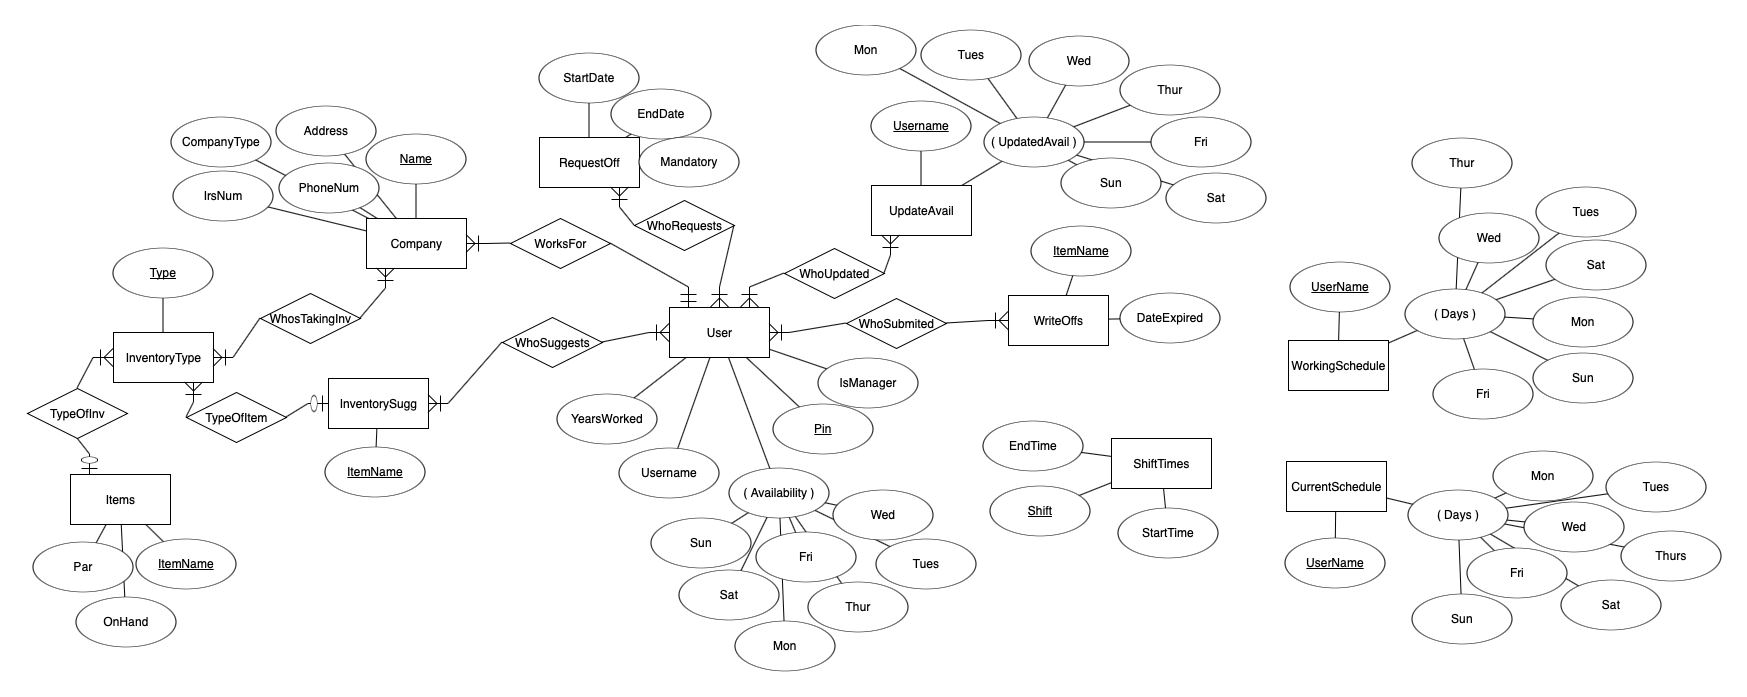 Mon
Tues
Wed
Thur
Fri
Sat
Sun
( UpdatedAvail )
Username
UpdateAvail
StartDate
EndDate
RequestOff
Mandatory
WhoRequests
CompanyType
Address
Name
IrsNum
PhoneNum
Company
WorksFor
WhoUpdated
Type
WhosTakingInv
InventoryType
TypeOfInv
TypeOfItem
InventorySugg
ItemName
WhoSuggests
User
WhoSubmited
ItemName
WriteOffs
DateExpired
IsManager
YearsWorked
Pin
Username
( Availability )
Sun
Sat
Mon
Fri
Thur
Wed
Tues
Items
Par
ItemName
OnHand
EndTime
ShiftTimes
Shift
StartTime
Thur
Wed
Tues
Sat
UserName
( Days )
Mon
WorkingSchedule
Sun
Fri
CurrentSchedule
( Days )
Mon
Tues
Wed
Thurs
UserName
Fri
Sat
Sun